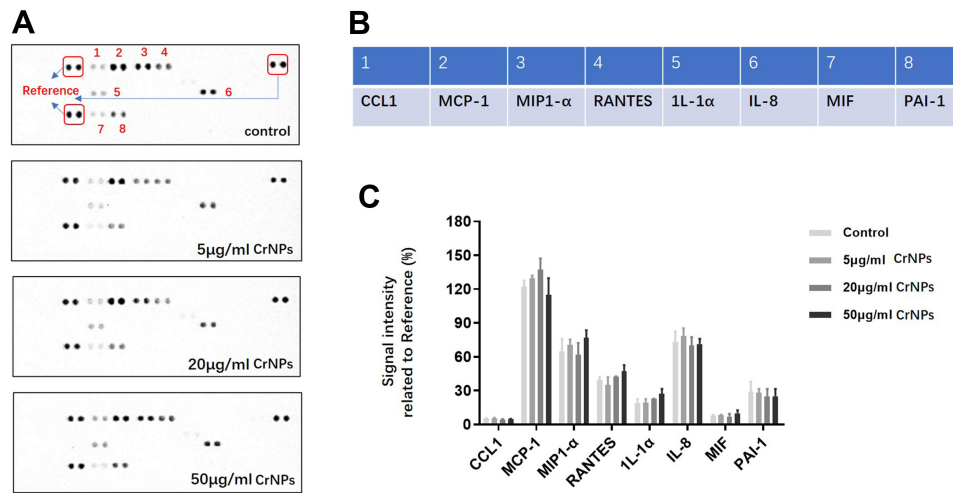 A
1 2 3 4
Reference
5 6
7 8
control
5μg/ml CrNPs
20μg/ml CrNPs
50μg/ml CrNPs
B
1 2 3 4 5 6 7 8
CCL1 MCP-1 MIP1-α RANTES 1L-1α IL-8 MIF PAI-1
C
Signal intensity
related to Reference (%)
180
150
120
90
60
30
0
CCL1 MCP-1 MIP1-α RANTES 1L-1α IL-8 MIF PAI-1
Control
5μg/ml CrNPs
20μg/ml CrNPs
50μg/ml CrNPs